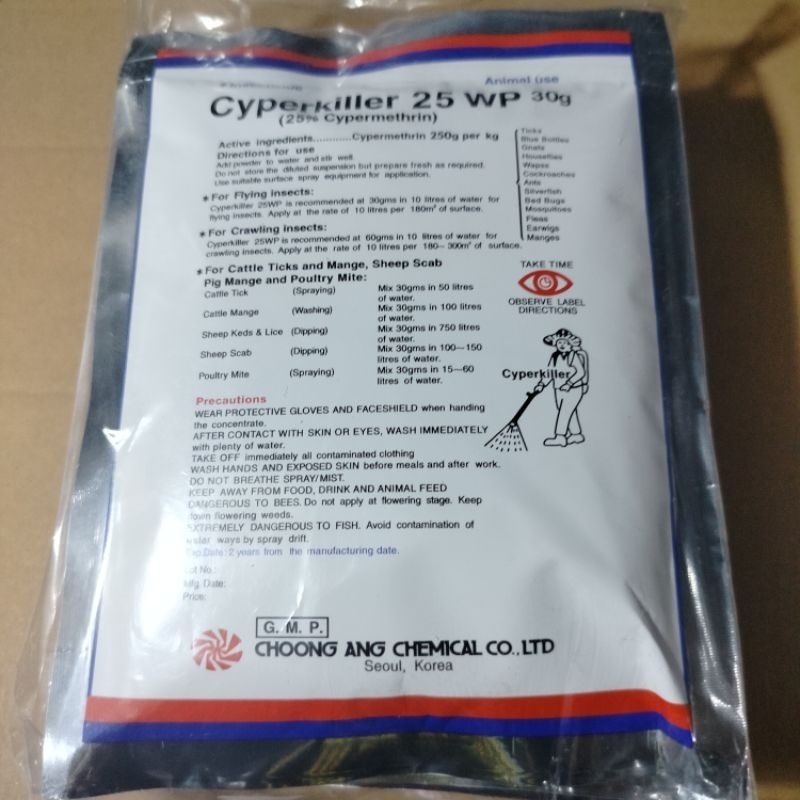 Animal use
Cyperkiller 25 WP 30g
(25% Cypermethrin)
Active ingredients............Cypermethrin 250g per kg
Directions for use
Add powder to water and stir well.
Do not store the diluted suspension but prepare fresh as required.
Use suitable surface spray equipment for application.
Ticks
Blue Bottles
Gnats
Houseflies
Wapss
Cockroaches
Ants
Silverfish
Bed Bugs
Mosquitoes
Fleas
Earwigs
Manges
*For Flying insects:
Cyperkiller 25WP is recommended at 30gms in 10 litres of water for
flying insects. Apply at the rate of 10 litres per 180m² of surface.
*For Crawling insects:
Cyperkiller 25WP is recommended at 60gms in 10 litres of water for
crawling insects. Apply at the rate of 10 litres per 180~300m² of surface.
*For Cattle Ticks and Mange, Sheep Scab
Pig Mange and Poultry Mite:
Cattle Tick (Spraying) Mix 30gms in 50 litres
of water.
Cattle Mange (Washing) Mix 30gms in 100 litres
of water.
Sheep Keds & Lice (Dipping) Mix 30gms in 750 litres
of water.
Sheep Scab (Dipping) Mix 30gms in 100~150
litres of water.
Poultry Mite (Spraying) Mix 30gms in 15~60
litres of water.
TAKE TIME
OBSERVE LABEL
DIRECTIONS
Cyperkiller
Precautions
WEAR PROTECTIVE GLOVES AND FACESHIELD when handing
the concentrate.
AFTER CONTACT WITH SKIN OR EYES, WASH IMMEDIATELY
with plenty of water.
TAKE OFF immediately all contaminated clothing
WASH HANDS AND EXPOSED SKIN before meals and after work.
DO NOT BREATHE SPRAY/MIST.
KEEP AWAY FROM FOOD, DRINK AND ANIMAL FEED
DANGEROUS TO BEES. Do not apply at flowering stage. Keep
down flowering weeds.
EXTREMELY DANGEROUS TO FISH. Avoid contamination of
water ways by spray drift.
Exp.Date: 2 years from the manufacturing date.
Lot No.:
Mfg. Date:
Price:
G. M. P.
CHOONG ANG CHEMICAL CO., LTD
Seoul, Korea